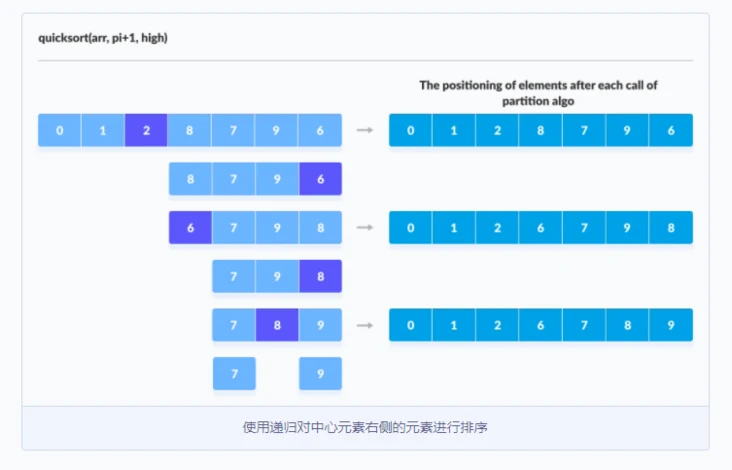 quicksort(arr, pi+1, high)
The positioning of elements after each call of
partition algo
0 1 2 8 7 9 6 → 0 1 2 8 7 9 6
8 7 9 6
6 7 9 8 → 0 1 2 6 7 9 8
7 9 8
7 8 9 → 0 1 2 6 7 8 9
7 9
使用递归对中心元素右侧的元素进行排序